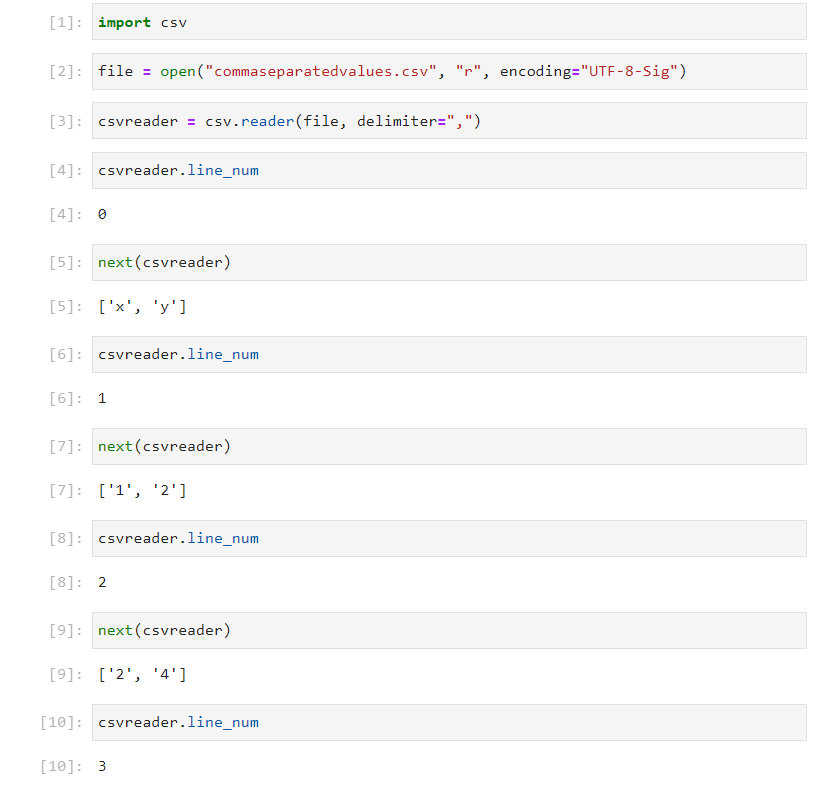 [1]: import csv
[2]: file = open("commaseparatedvalues.csv", "r", encoding="UTF-8-Sig")
[3]: csvreader = csv.reader(file, delimiter=",")
[4]: csvreader.line_num
[4]: 0
[5]: next(csvreader)
[5]: ['x', 'y']
[6]: csvreader.line_num
[6]: 1
[7]: next(csvreader)
[7]: ['1', '2']
[8]: csvreader.line_num
[8]: 2
[9]: next(csvreader)
[9]: ['2', '4']
[10]: csvreader.line_num
[10]: 3